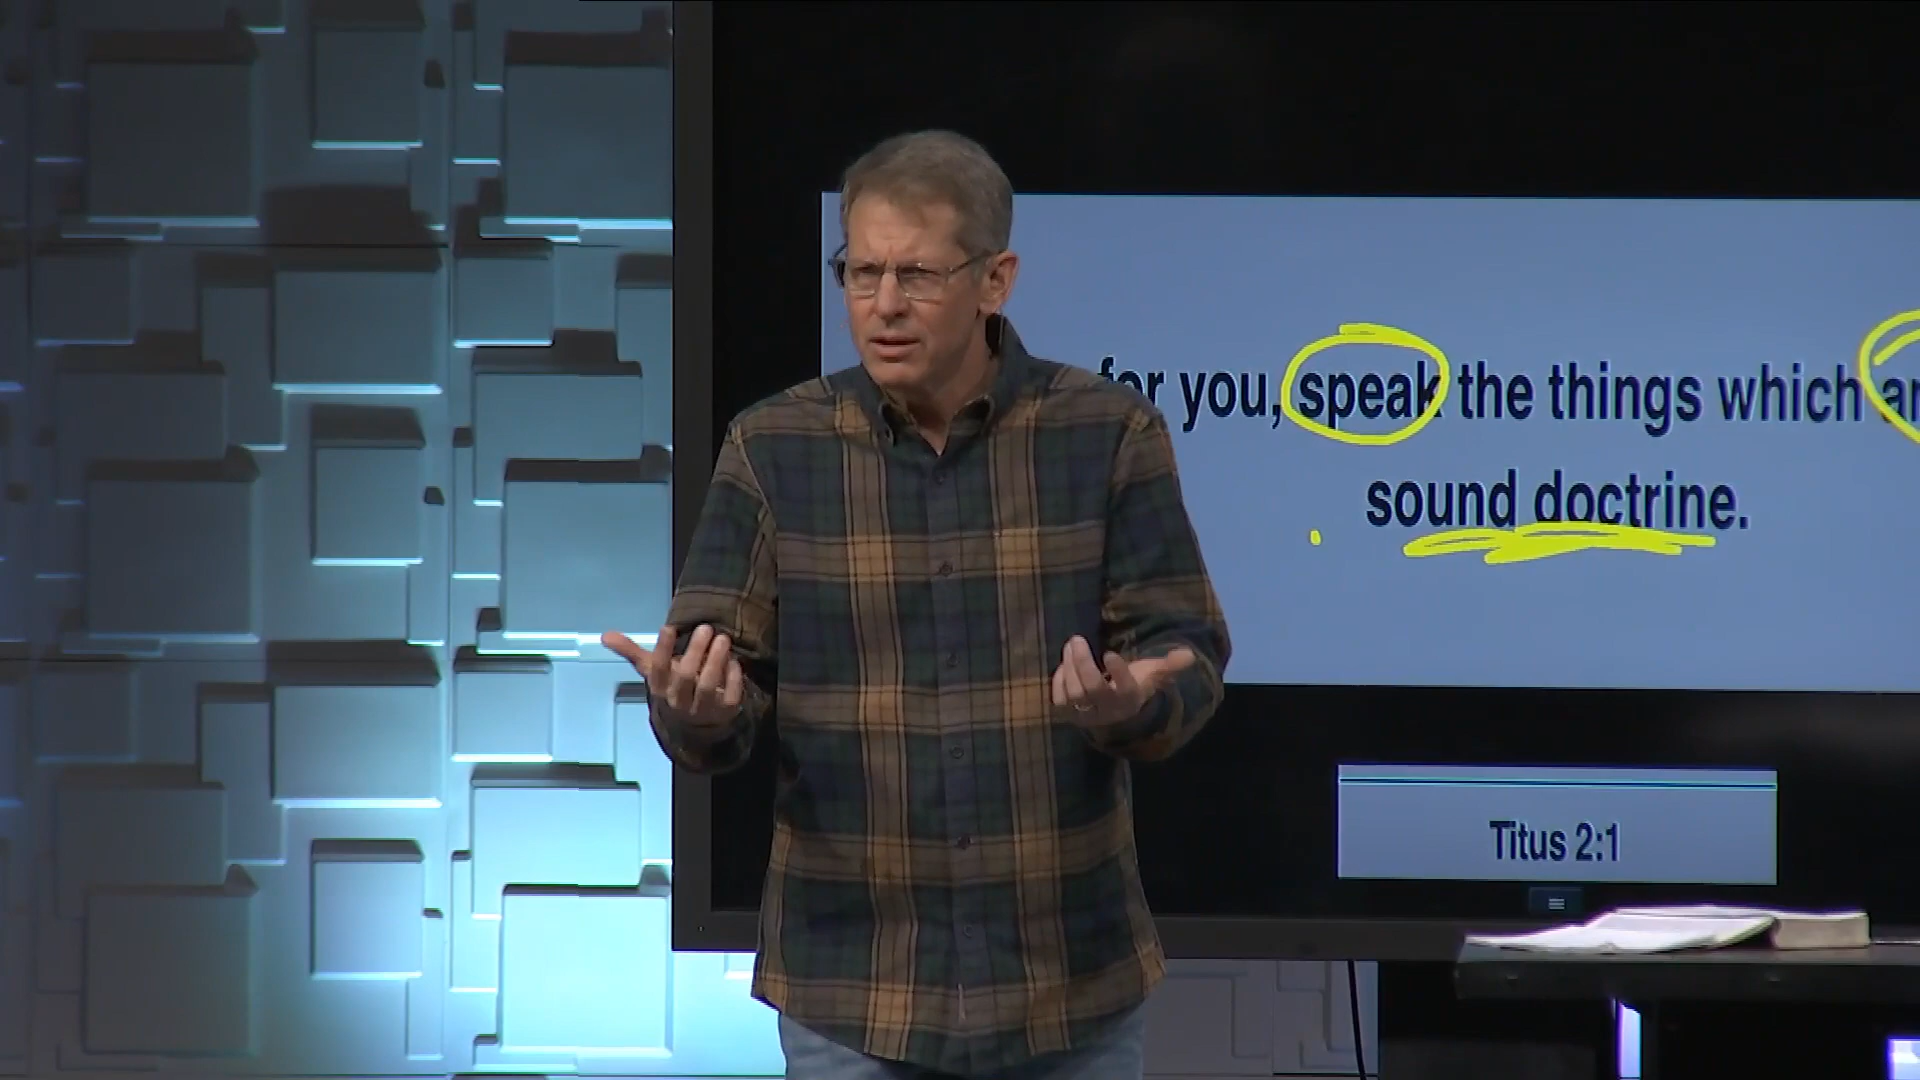 for you, speak the things which
sound doctrine.
Titus 2:1